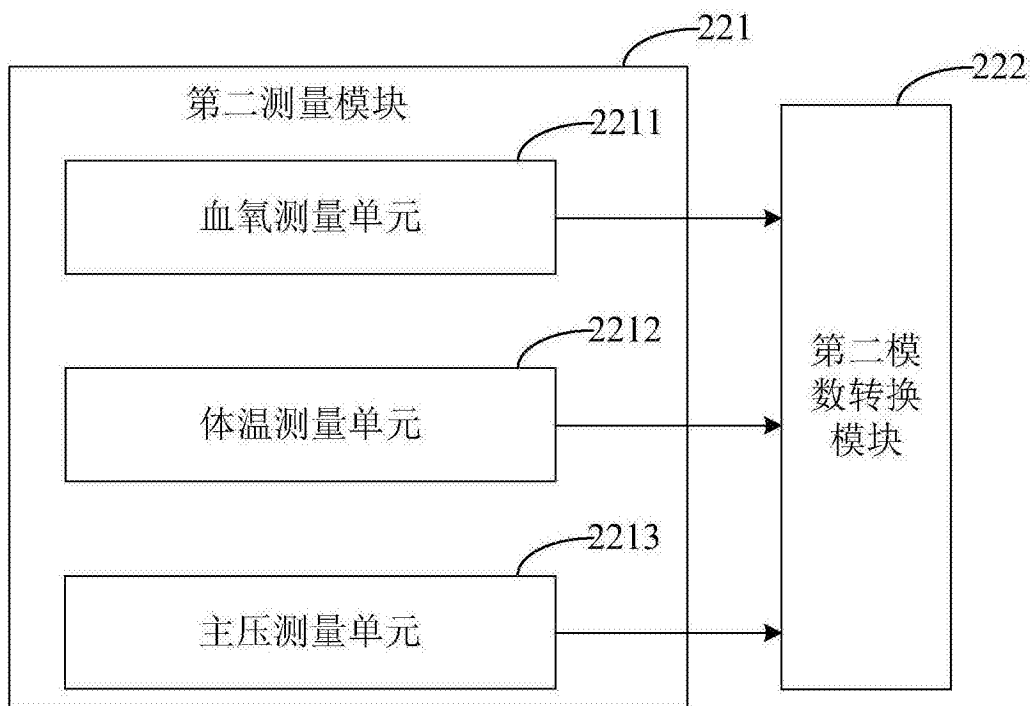 221
222
第二测量模块
2211
血氧测量单元
2212
体温测量单元
第二模
数转换
模块
2213
主压测量单元